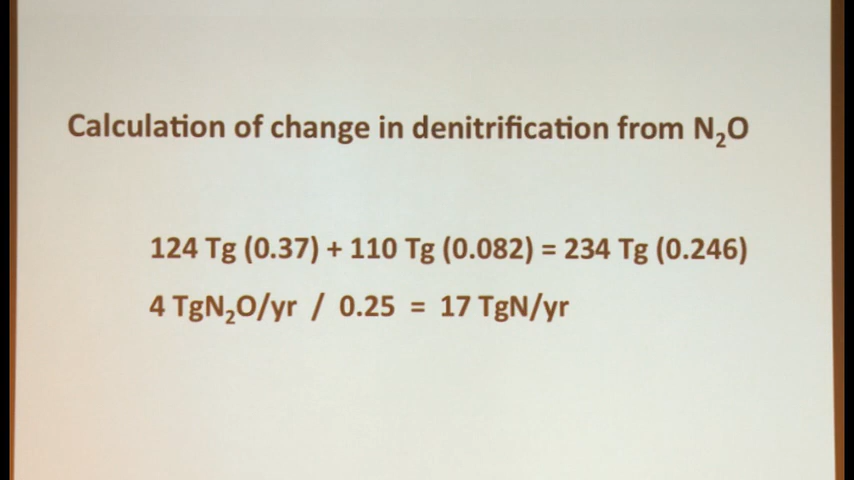 Calculation of change in denitrification from N₂O
124 Tg (0.37) + 110 Tg (0.082) = 234 Tg (0.246)
4 TgN₂O/yr / 0.25 = 17 TgN/yr